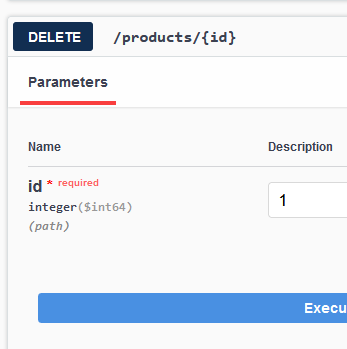 DELETE /products/{id}
Parameters
Name Description
id * required
integer($int64)
(path)
1
Execu